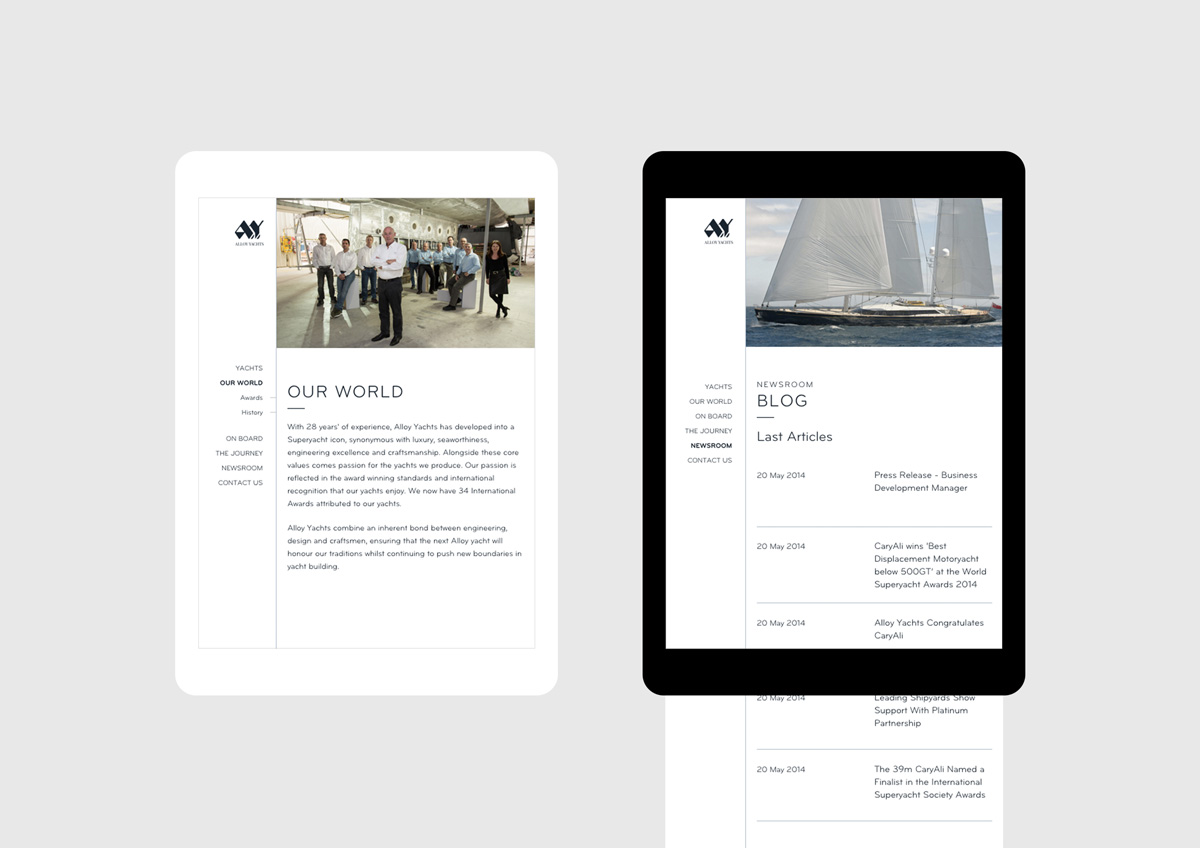 ALLOY YACHTS
YACHTS
OUR WORLD
Awards
History
ON BOARD
THE JOURNEY
NEWSROOM
CONTACT US
OUR WORLD
With 28 years' of experience, Alloy Yachts has developed into a
Superyacht icon, synonymous with luxury, seaworthiness,
engineering excellence and craftsmanship. Alongside these core
values comes passion for the yachts we produce. Our passion is
reflected in the award winning standards and international
recognition that our yachts enjoy. We now have 34 International
Awards attributed to our yachts.
Alloy Yachts combine an inherent bond between engineering,
design and craftsmen, ensuring that the next Alloy yacht will
honour our traditions whilst continuing to push new boundaries in
yacht building.
ALLOY YACHTS
YACHTS
OUR WORLD
ON BOARD
THE JOURNEY
NEWSROOM
CONTACT US
NEWSROOM
BLOG
Last Articles
20 May 2014
Press Release - Business
Development Manager
20 May 2014
CaryAli wins 'Best
Displacement Motoryacht
below 500GT' at the World
Superyacht Awards 2014
20 May 2014
Alloy Yachts Congratulates
CaryAli
20 May 2014
Leading Shipyards Show
Support With Platinum
Partnership
20 May 2014
The 39m CaryAli Named a
Finalist in the International
Superyacht Society Awards